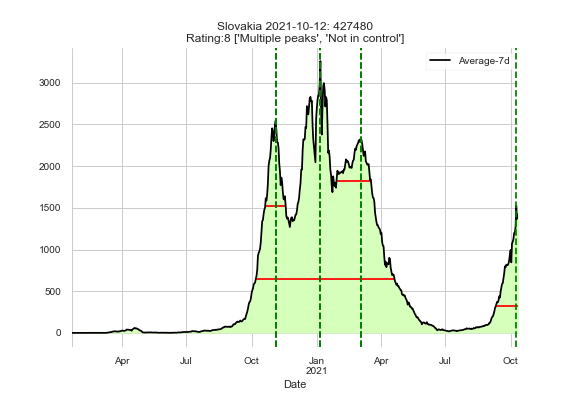 Slovakia 2021-10-12: 427480
Rating:8 ['Multiple peaks', 'Not in control']
Average-7d
3000
2500
2000
1500
1000
500
0
Apr Jul Oct Jan Apr Jul Oct
2021
Date